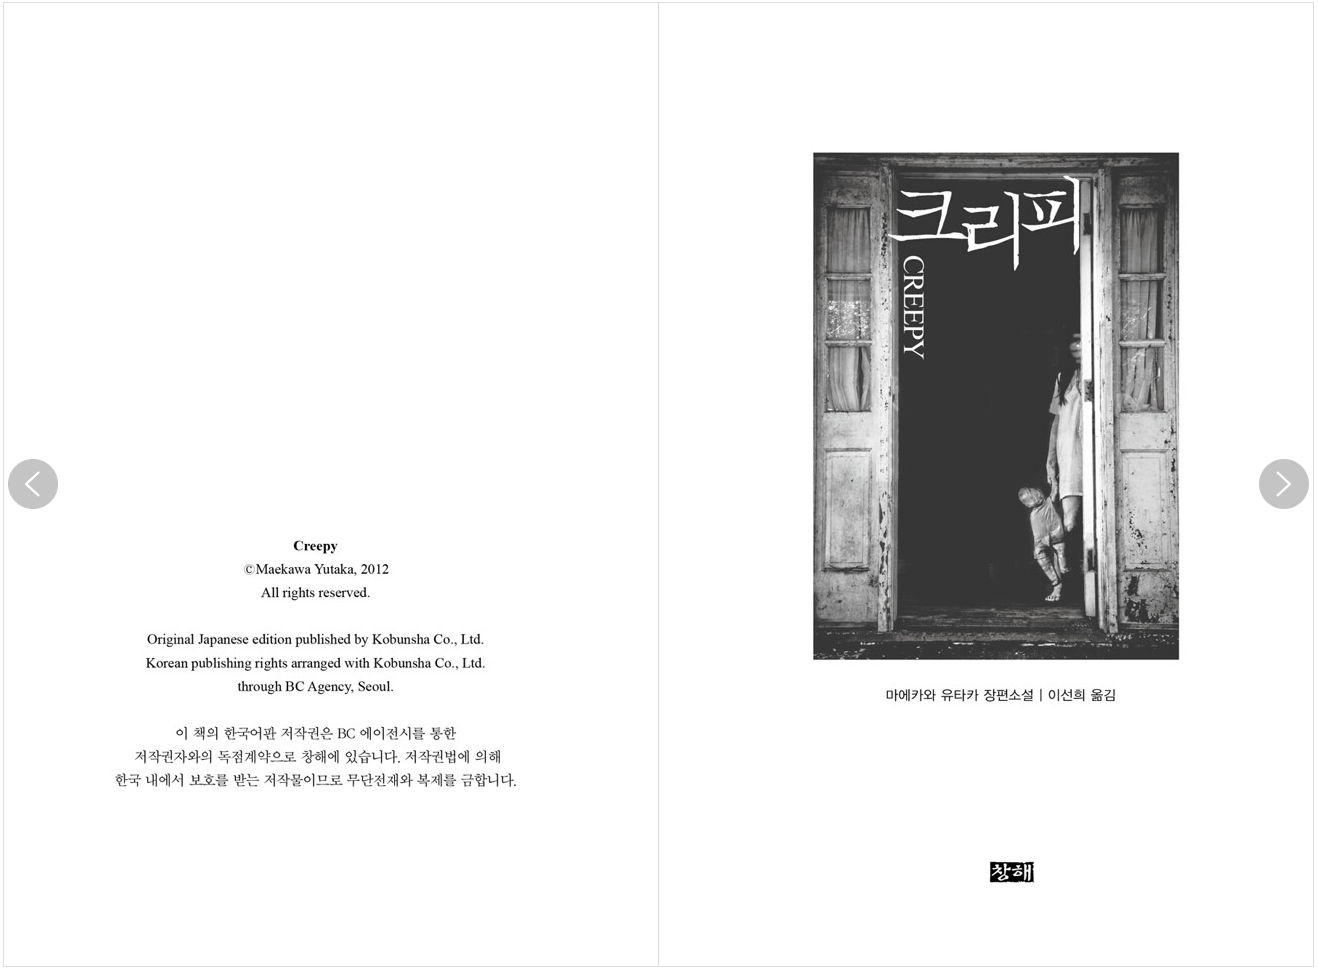 Creepy
©Maekawa Yutaka, 2012
All rights reserved.
Original Japanese edition published by Kobunsha Co., Ltd.
Korean publishing rights arranged with Kobunsha Co., Ltd.
through BC Agency, Seoul.
이 책의 한국어판 저작권은 BC 에이전시를 통한
저작권자와의 독점계약으로 창해에 있습니다. 저작권법에 의해
한국 내에서 보호를 받는 저작물이므로 무단전재와 복제를 금합니다.
크리피
CREEPY
마에카와 유타카 장편소설 | 이선희 옮김
창해